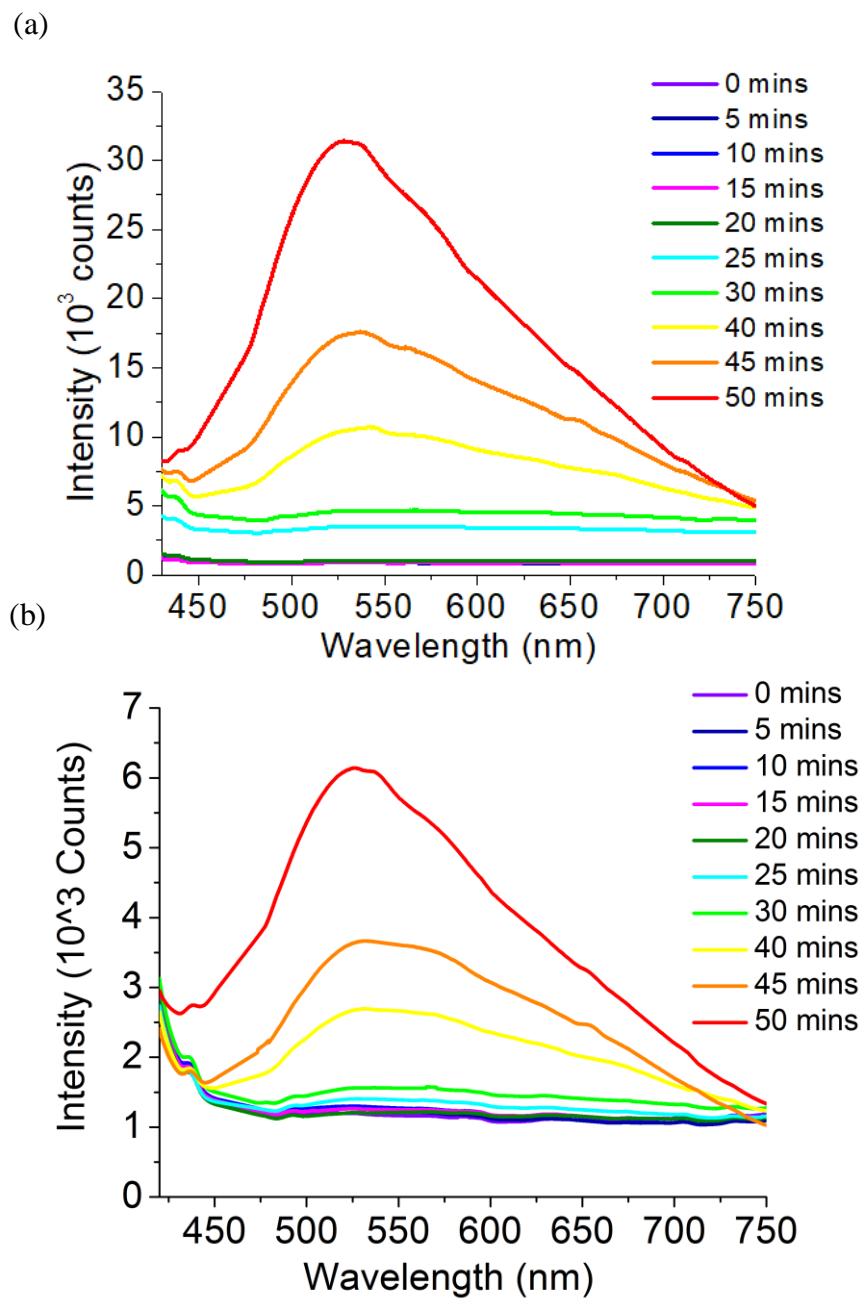 (a)
35
30
25
20
15
10
5
0
Intensity (10³ counts)
450 500 550 600 650 700 750
Wavelength (nm)
0 mins
5 mins
10 mins
15 mins
20 mins
25 mins
30 mins
40 mins
45 mins
50 mins
(b)
7
6
5
4
3
2
1
0
Intensity (10^3 Counts)
450 500 550 600 650 700 750
Wavelength (nm)
0 mins
5 mins
10 mins
15 mins
20 mins
25 mins
30 mins
40 mins
45 mins
50 mins